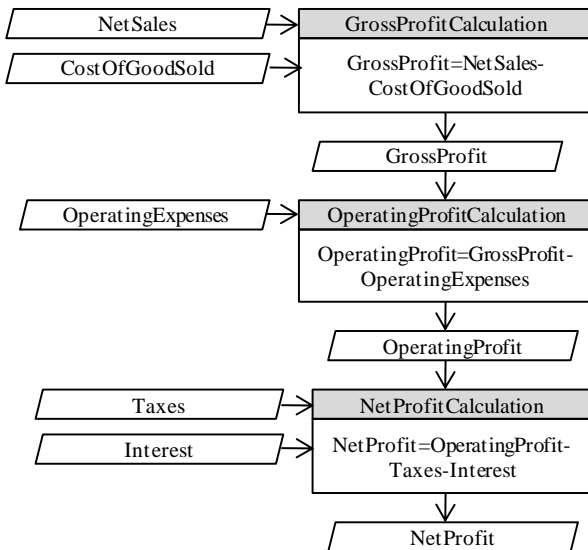 NetSales
GrossProfitCalculation
CostOfGoodSold
GrossProfit=NetSales-
CostOfGoodSold
GrossProfit
OperatingExpenses
OperatingProfitCalculation
OperatingProfit=GrossProfit-
OperatingExpenses
OperatingProfit
Taxes
NetProfitCalculation
Interest
NetProfit=OperatingProfit-
Taxes-Interest
NetProfit